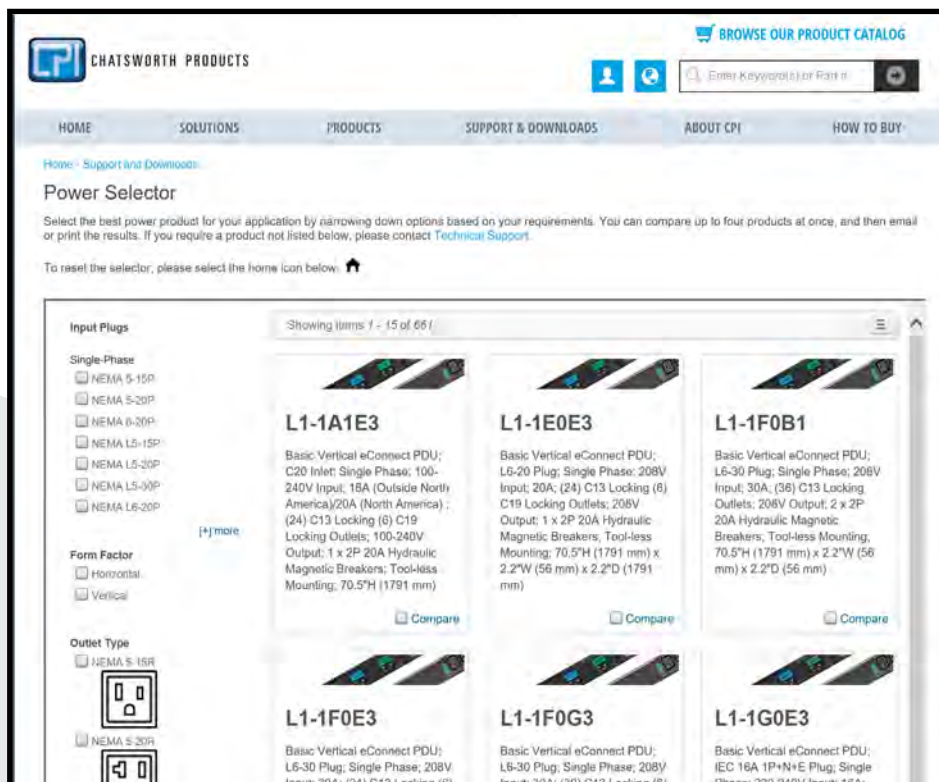 BROWSE OUR PRODUCT CATALOG
CPI
CHATSWORTH PRODUCTS
Enter Keyword(s) or Part #
HOME SOLUTIONS PRODUCTS SUPPORT & DOWNLOADS ABOUT CPI HOW TO BUY
Home - Support and Downloads
Power Selector
Select the best power product for your application by narrowing down options based on your requirements. You can compare up to four products at once, and then email
or print the results. If you require a product not listed below, please contact Technical Support.
To reset the selector, please select the home icon below.
Input Plugs
Single-Phase
NEMA 5-15P
NEMA 5-20P
NEMA 6-20P
NEMA L5-15P
NEMA L5-20P
NEMA L5-30P
NEMA L6-20P
[+] more
Form Factor
Horizontal
Vertical
Outlet Type
NEMA 5-15R
NEMA 5-20R
Showing items 1 - 15 of 661
L1-1A1E3
Basic Vertical eConnect PDU;
C20 Inlet; Single Phase; 100-
240V Input; 16A (Outside North
America)/20A (North America) ;
(24) C13 Locking (6) C19
Locking Outlets; 100-240V
Output; 1 x 2P 20A Hydraulic
Magnetic Breakers; Tool-less
Mounting; 70.5"H (1791 mm)
Compare
L1-1E0E3
Basic Vertical eConnect PDU;
L6-20 Plug; Single Phase; 208V
Input; 20A; (24) C13 Locking (6)
C19 Locking Outlets; 208V
Output; 1 x 2P 20A Hydraulic
Magnetic Breakers, Tool-less
Mounting; 70.5"H (1791 mm) x
2.2"W (56 mm) x 2.2"D (1791
mm)
Compare
L1-1F0B1
Basic Vertical eConnect PDU;
L6-30 Plug; Single Phase; 208V
Input; 30A; (36) C13 Locking
Outlets; 208V Output; 2 x 2P
20A Hydraulic Magnetic
Breakers; Tool-less Mounting;
70.5"H (1791 mm) x 2.2"W (56
mm) x 2.2"D (56 mm)
Compare
L1-1F0E3
Basic Vertical eConnect PDU;
L6-30 Plug; Single Phase; 208V
L1-1F0G3
Basic Vertical eConnect PDU;
L6-30 Plug; Single Phase; 208V
L1-1G0E3
Basic Vertical eConnect PDU;
IEC 16A 1P+N+E Plug; Single